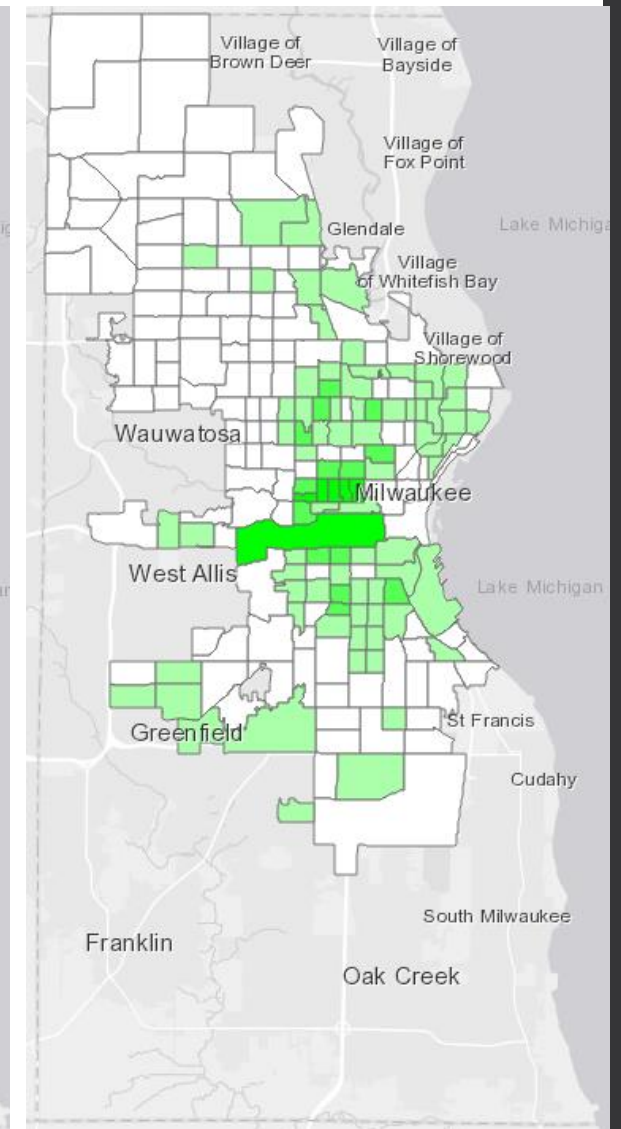 Village of
Brown Deer
Village of
Bayside
Village of
Fox Point
Glendale
Lake Michiga
Village
of Whitefish Bay
Village of
Shorewood
Wauwatosa
Milwaukee
West Allis
Lake Michigan
Greenfield
St Francis
Cudahy
South Milwaukee
Franklin
Oak Creek